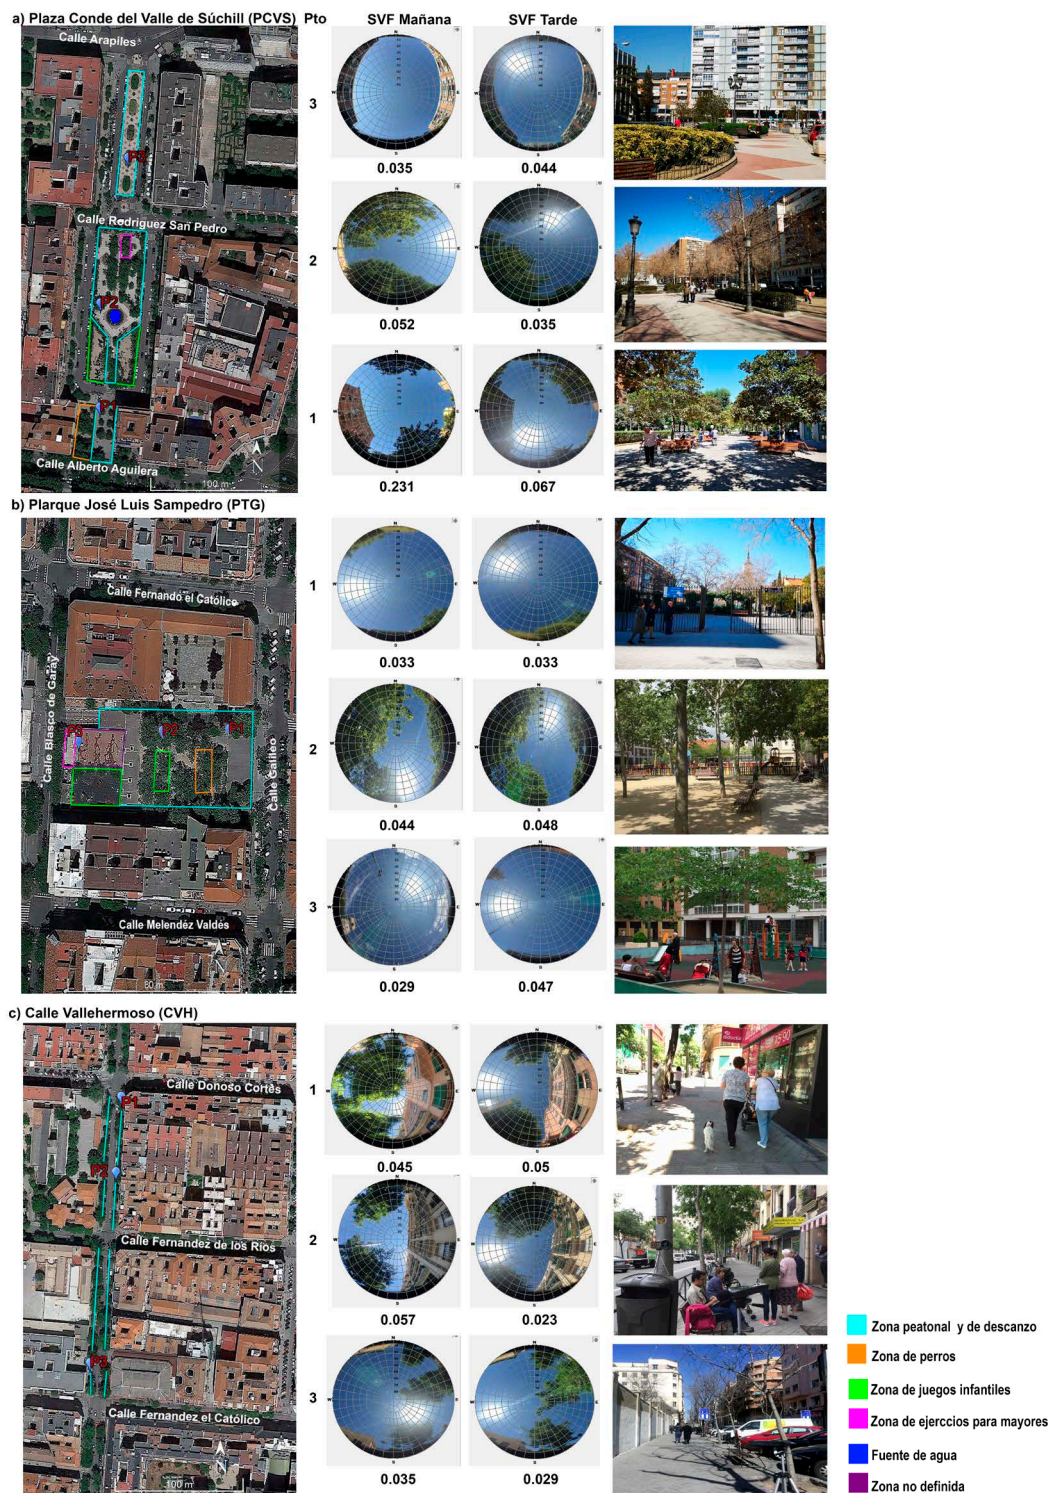 a) Plaza Conde del Valle de Súchill (PCVS) Pto SVF Mañana SVF Tarde
Calle Arapiles
P3
3
0.035 0.044
Calle Rodriguez San Pedro
P2
2
0.052 0.035
P1
1
Calle Alberto Aguilera
N
100 m
0.231 0.067
b) Plarque José Luis Sampedro (PTG)
Calle Fernando el Católico
1
0.033 0.033
Calle Blasco de Garay
Calle Galileo
P3 P2 P1
2
0.044 0.048
3
Calle Melendéz Valdés
N
80 m
0.029 0.047
c) Calle Vallehermoso (CVH)
Calle Donoso Cortés
P1
1
0.045 0.05
P2
Calle Fernandez de los Ríos
2
0.057 0.023
P3
3
Calle Fernandez el Católico
N
100 m
0.035 0.029
Zona peatonal y de descanzo
Zona de perros
Zona de juegos infantiles
Zona de ejerccios para mayores
Fuente de agua
Zona no definida